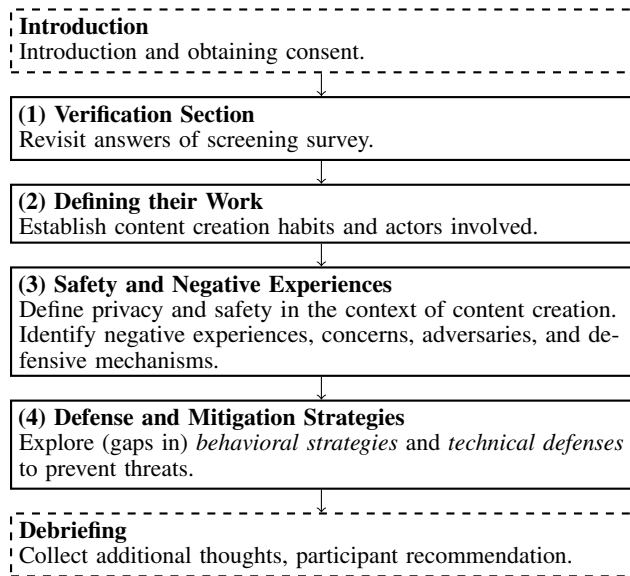 Introduction
Introduction and obtaining consent.
(1) Verification Section
Revisit answers of screening survey.
(2) Defining their Work
Establish content creation habits and actors involved.
(3) Safety and Negative Experiences
Define privacy and safety in the context of content creation.
Identify negative experiences, concerns, adversaries, and de-
fensive mechanisms.
(4) Defense and Mitigation Strategies
Explore (gaps in) behavioral strategies and technical defenses
to prevent threats.
Debriefing
Collect additional thoughts, participant recommendation.